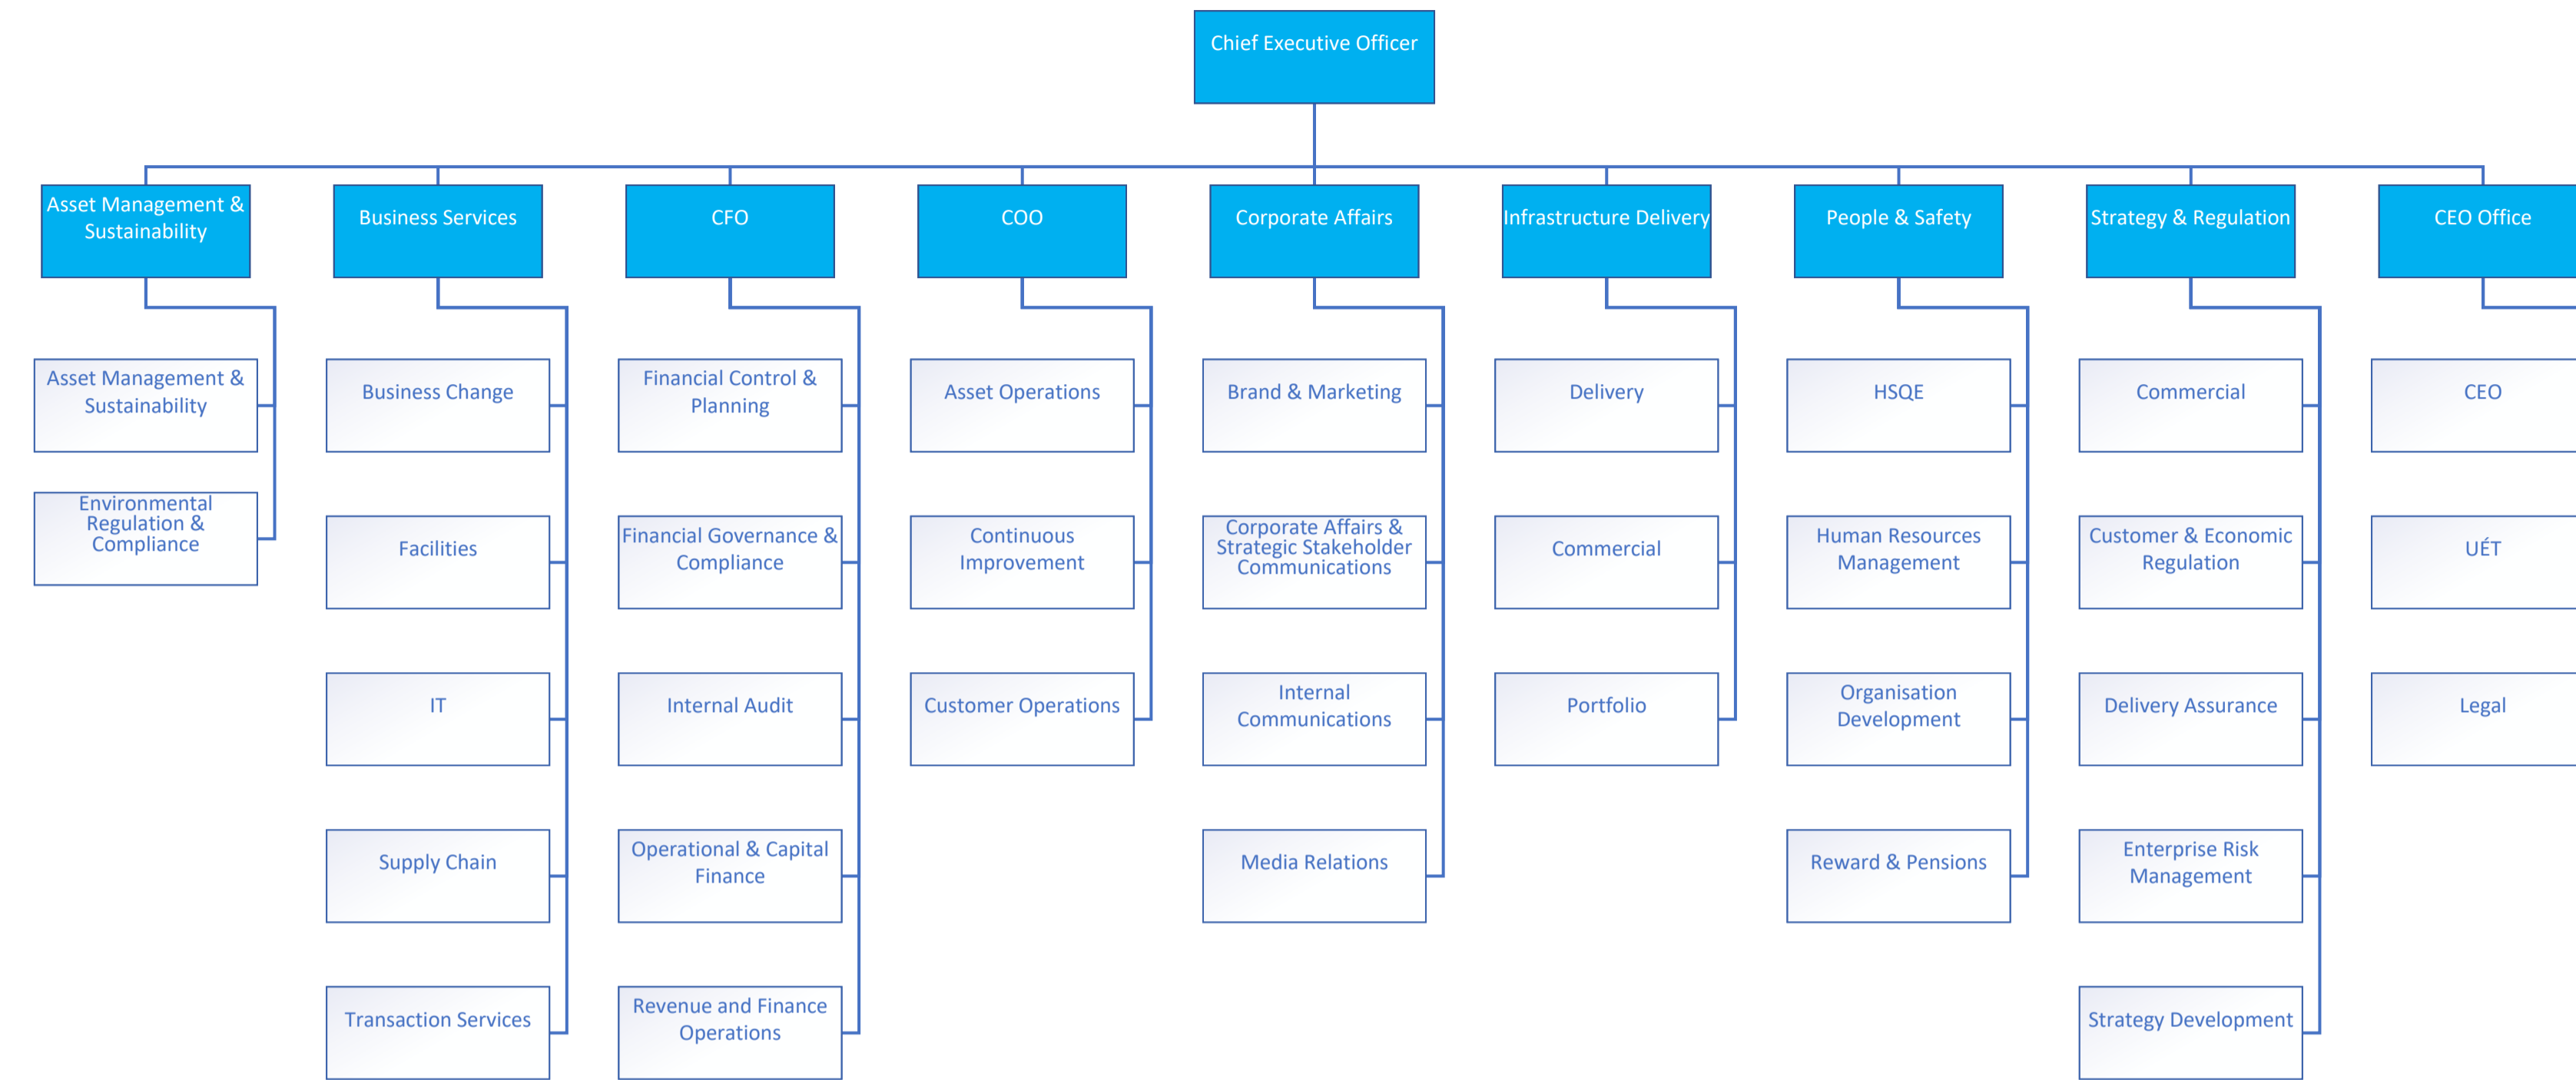 Chief Executive Officer
Asset Management &
Sustainability
Business Services
CFO
COO
Corporate Affairs
Infrastructure Delivery
People & Safety
Strategy & Regulation
CEO Office
Asset Management &
Sustainability
Environmental
Regulation &
Compliance
Business Change
Facilities
IT
Supply Chain
Transaction Services
Financial Control &
Planning
Financial Governance &
Compliance
Internal Audit
Operational & Capital
Finance
Revenue and Finance
Operations
Asset Operations
Continuous
Improvement
Customer Operations
Brand & Marketing
Corporate Affairs &
Strategic Stakeholder
Communications
Internal
Communications
Media Relations
Delivery
Commercial
Portfolio
HSQE
Human Resources
Management
Organisation
Development
Reward & Pensions
Commercial
Customer & Economic
Regulation
Delivery Assurance
Enterprise Risk
Management
Strategy Development
CEO
UÉT
Legal